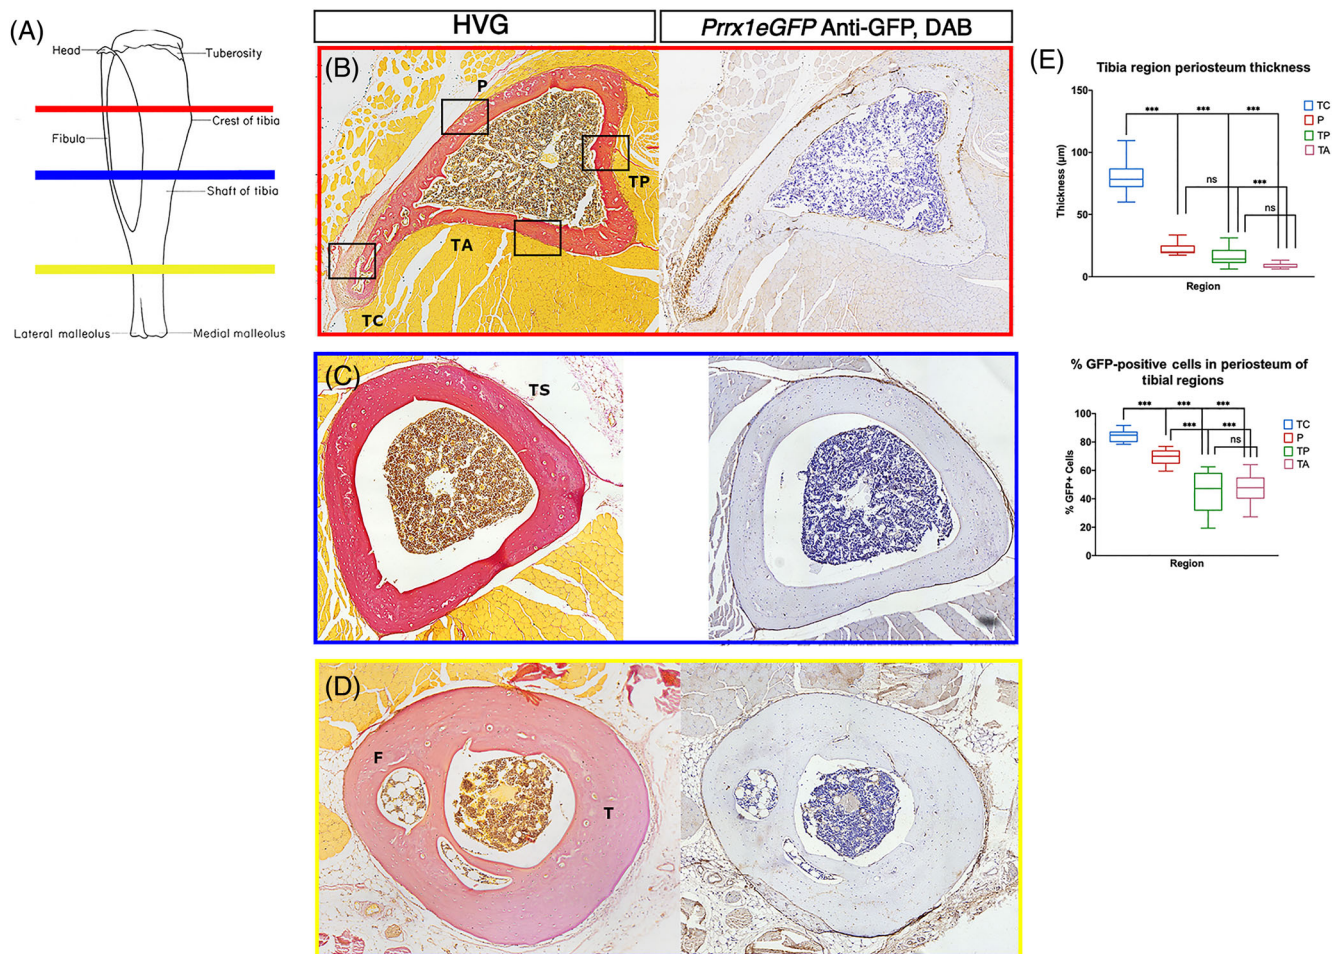 (A)
Head
Tuberosity
Crest of tibia
Fibula
Shaft of tibia
Lateral malleolus
Medial malleolus
HVG
Prrx1eGFP Anti-GFP, DAB
(B)
P
TP
TA
TC
(C)
TS
(D)
F
T
(E)
Tibia region periosteum thickness
150
100
50
0
Thickness (µm)
***
***
***
ns
***
ns
Region
TC
P
TP
TA
% GFP-positive cells in periosteum of
tibial regions
100
80
60
40
20
0
% GFP+ Cells
***
***
***
***
***
ns
Region
TC
P
TP
TA